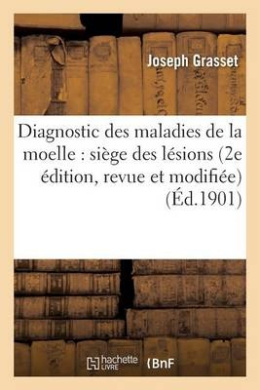 Joseph Grasset
Diagnostic des maladies de la moelle : siège des lésions (2e
édition, revue et modifiée)
(Éd.1901)
hachette
LIVRE
{BnF